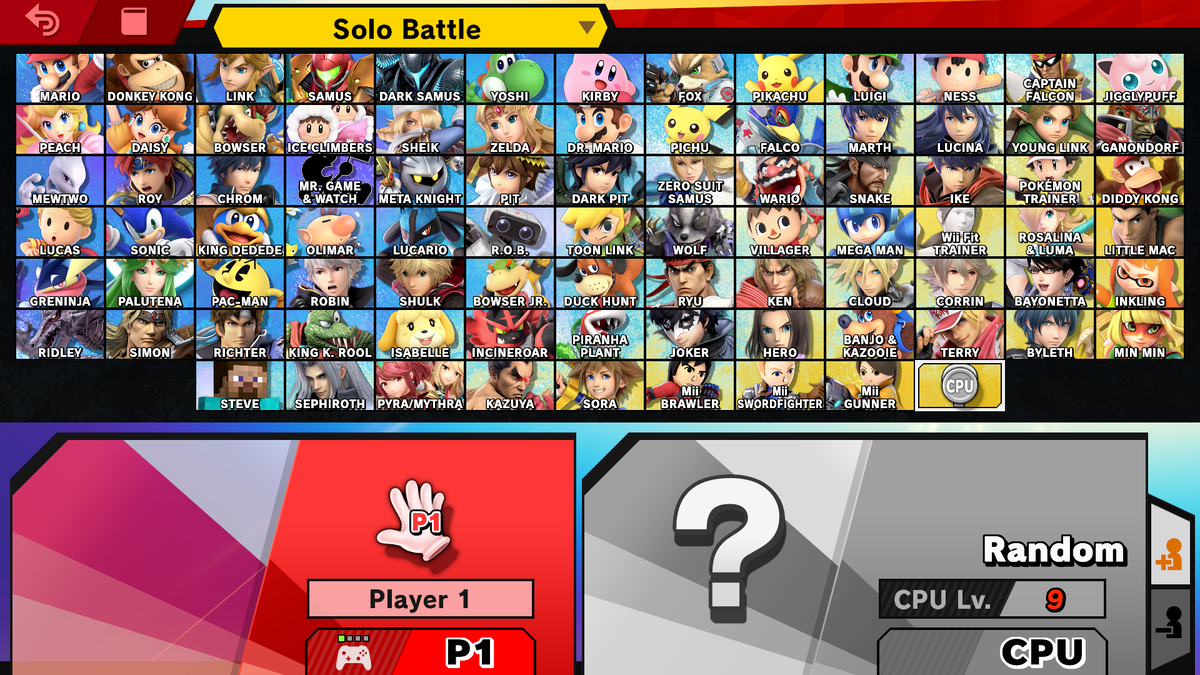 Solo Battle
MARIO DONKEY KONG LINK SAMUS DARK SAMUS YOSHI KIRBY FOX PIKACHU LUIGI NESS CAPTAIN FALCON JIGGLYPUFF
PEACH DAISY BOWSER ICE CLIMBERS SHEIK ZELDA DR. MARIO PICHU FALCO MARTH LUCINA YOUNG LINK GANONDORF
MEWTWO ROY CHROM MR. GAME & WATCH META KNIGHT PIT DARK PIT ZERO SUIT SAMUS WARIO SNAKE IKE POKÉMON TRAINER DIDDY KONG
LUCAS SONIC KING DEDEDE OLIMAR LUCARIO R.O.B. TOON LINK WOLF VILLAGER MEGA MAN Wii Fit TRAINER ROSALINA & LUMA LITTLE MAC
GRENINJA PALUTENA PAC-MAN ROBIN SHULK BOWSER JR. DUCK HUNT RYU KEN CLOUD CORRIN BAYONETTA INKLING
RIDLEY SIMON RICHTER KING K. ROOL ISABELLE INCINEROAR PIRANHA PLANT JOKER HERO BANJO & KAZOOIE TERRY BYLETH MIN MIN
STEVE SEPHIROTH PYRA/MYTHRA KAZUYA SORA Mii BRAWLER Mii SWORDFIGHTER Mii GUNNER CPU
P1
Player 1
P1
?
Random
CPU Lv. 9
CPU